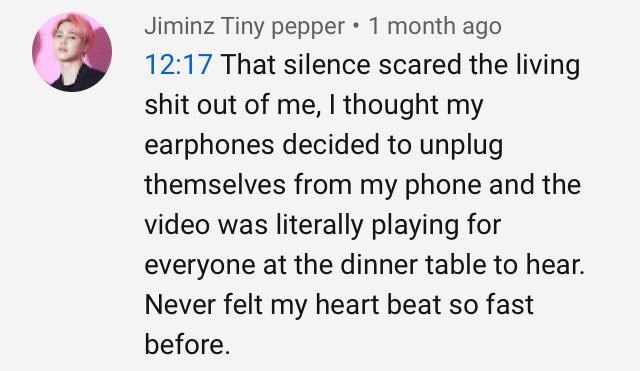 Jiminz Tiny pepper • 1 month ago
12:17 That silence scared the living
shit out of me, I thought my
earphones decided to unplug
themselves from my phone and the
video was literally playing for
everyone at the dinner table to hear.
Never felt my heart beat so fast
before.